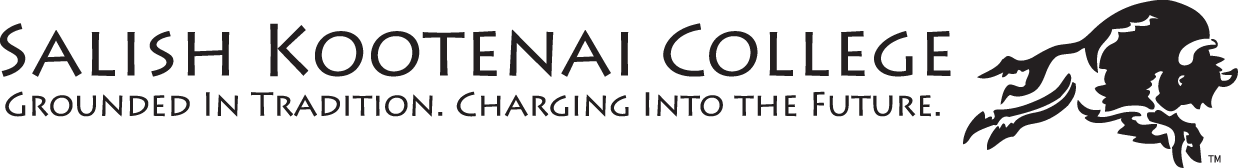 Salish Kootenai College
Grounded In Tradition. Charging Into the Future.
TM